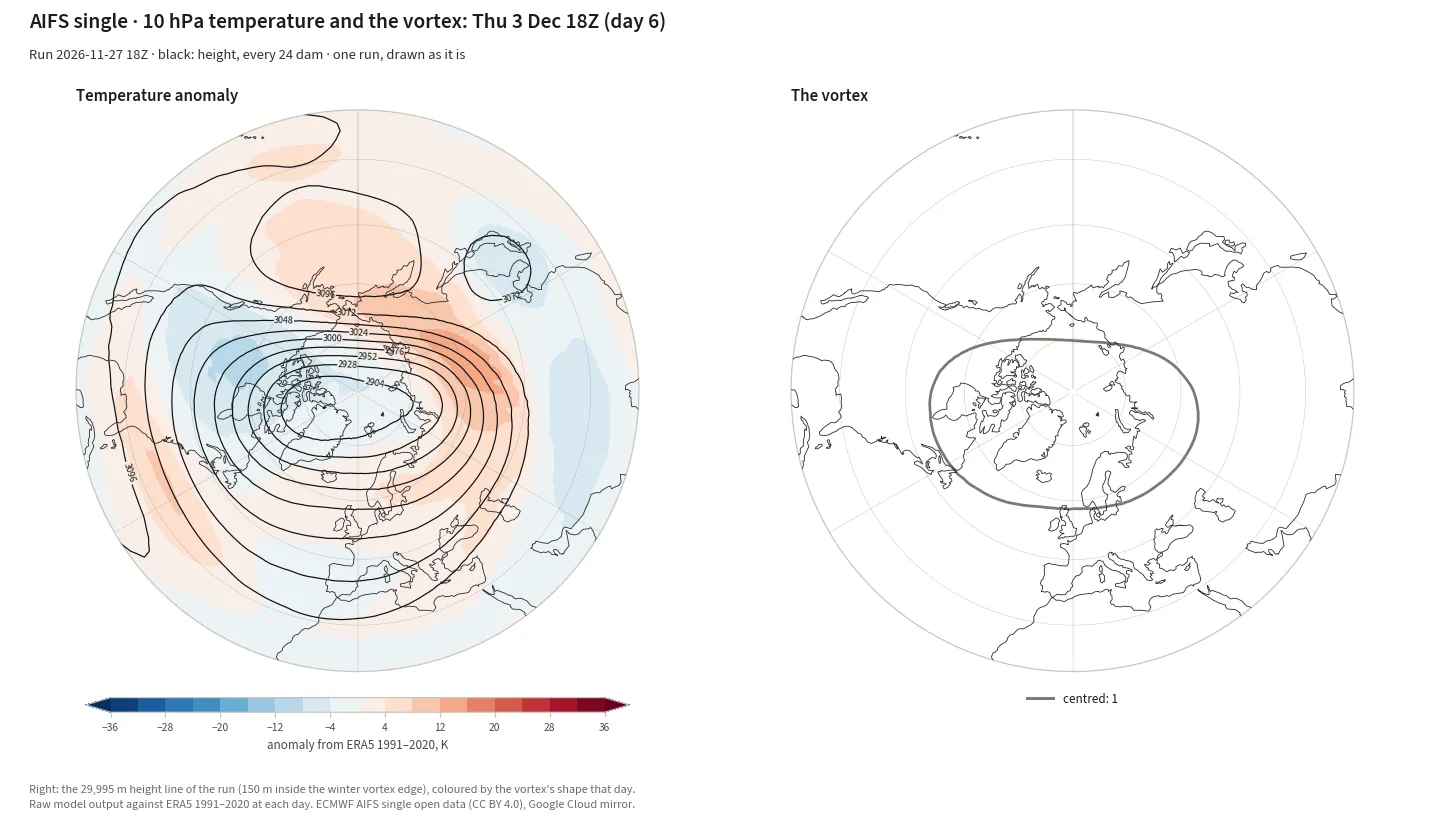 AIFS single · 10 hPa temperature and the vortex: Thu 3 Dec 18Z (day 6)
Run 2026-11-27 18Z · black: height, every 24 dam · one run, drawn as it is
Temperature anomaly
The vortex
3096
3072
3072
3048
3024
3000
2976
2952
2928
2904
3096
centred: 1
−36 −28 −20 −12 −4 4 12 20 28 36
anomaly from ERA5 1991–2020, K
Right: the 29,995 m height line of the run (150 m inside the winter vortex edge), coloured by the vortex's shape that day.
Raw model output against ERA5 1991–2020 at each day. ECMWF AIFS single open data (CC BY 4.0), Google Cloud mirror.